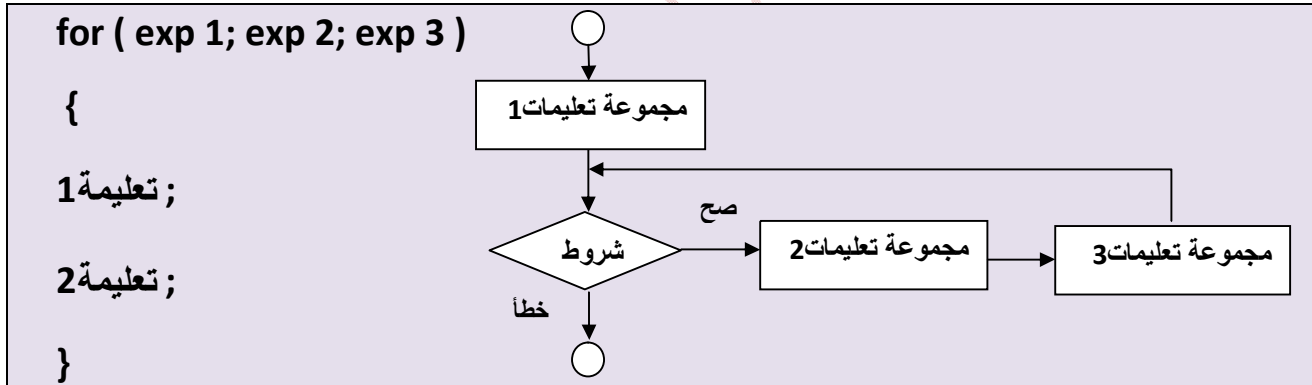 for ( exp 1; exp 2; exp 3 )
{
تعليمة1 ;
تعليمة2 ;
}
مجموعة تعليمات1
شروط
صح
مجموعة تعليمات2
مجموعة تعليمات3
خطأ